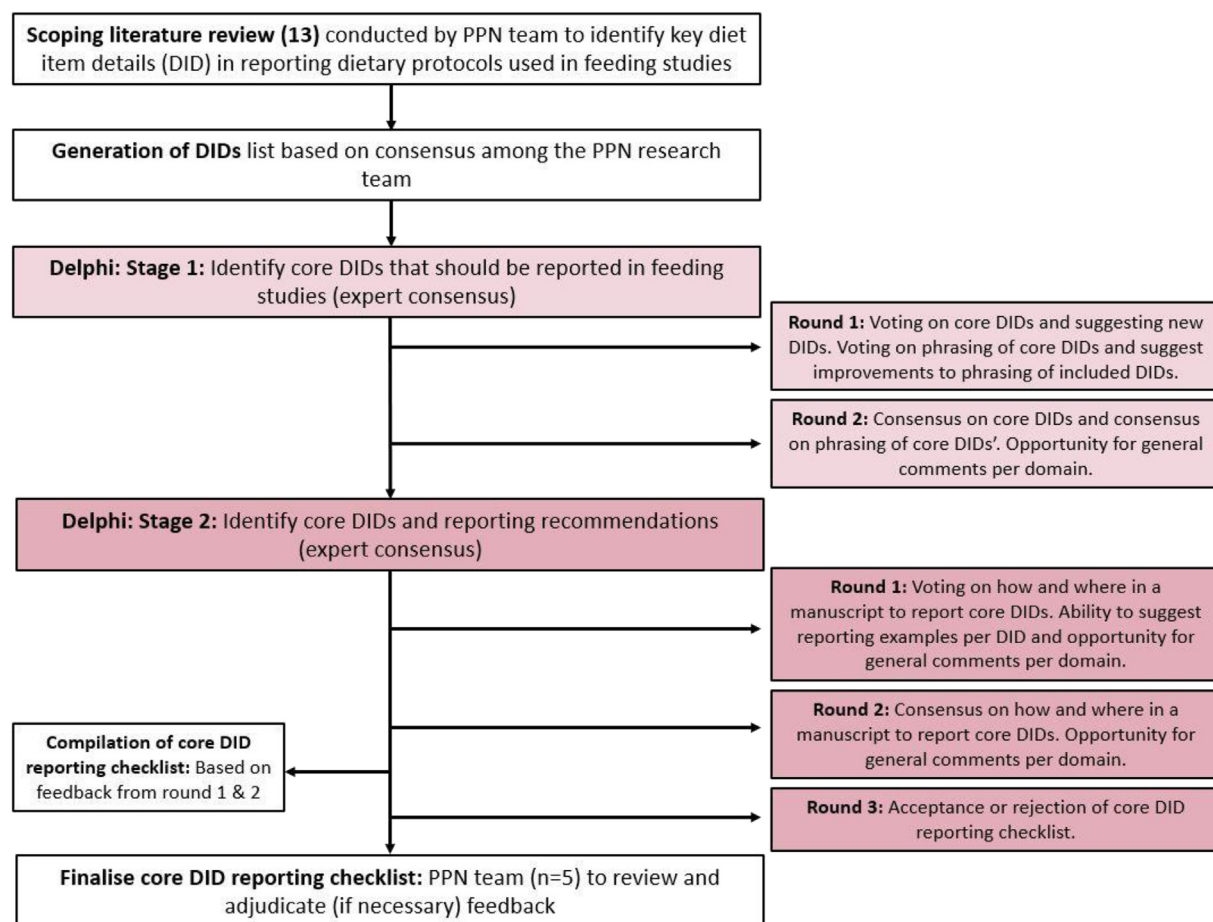 Scoping literature review (13) conducted by PPN team to identify key diet
item details (DID) in reporting dietary protocols used in feeding studies
Generation of DIDs list based on consensus among the PPN research
team
Delphi: Stage 1: Identify core DIDs that should be reported in feeding
studies (expert consensus)
Round 1: Voting on core DIDs and suggesting new
DIDs. Voting on phrasing of core DIDs and suggest
improvements to phrasing of included DIDs.
Round 2: Consensus on core DIDs and consensus
on phrasing of core DIDs’. Opportunity for general
comments per domain.
Delphi: Stage 2: Identify core DIDs and reporting recommendations
(expert consensus)
Round 1: Voting on how and where in a
manuscript to report core DIDs. Ability to suggest
reporting examples per DID and opportunity for
general comments per domain.
Round 2: Consensus on how and where in a
manuscript to report core DIDs. Opportunity for
general comments per domain.
Compilation of core DID
reporting checklist: Based on
feedback from round 1 & 2
Round 3: Acceptance or rejection of core DID
reporting checklist.
Finalise core DID reporting checklist: PPN team (n=5) to review and
adjudicate (if necessary) feedback